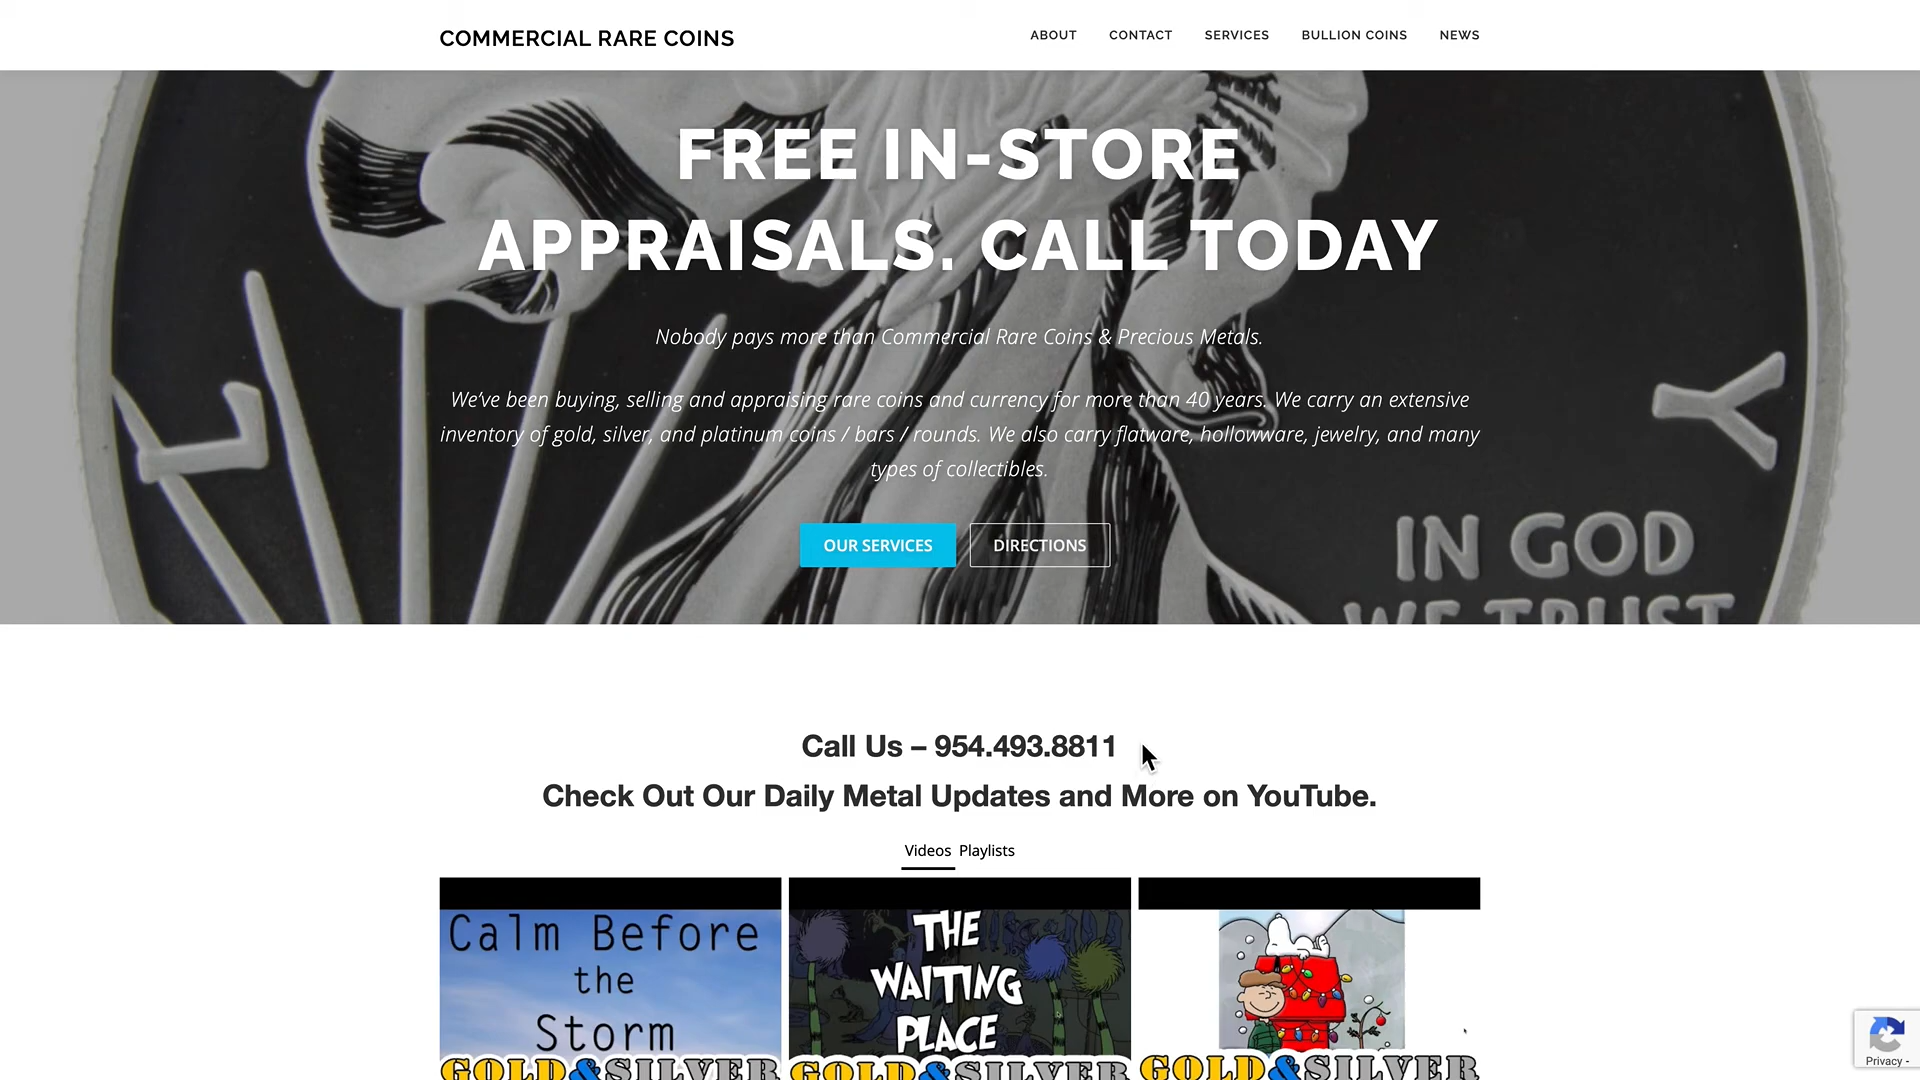 COMMERCIAL RARE COINS
ABOUT CONTACT SERVICES BULLION COINS NEWS
FREE IN-STORE
APPRAISALS. CALL TODAY
Nobody pays more than Commercial Rare Coins & Precious Metals.
We've been buying, selling and appraising rare coins and currency for more than 40 years. We carry an extensive
inventory of gold, silver, and platinum coins / bars / rounds. We also carry flatware, hollowware, jewelry, and many
types of collectibles.
OUR SERVICES DIRECTIONS
L
Y
IN GOD
WE TRUST
Call Us – 954.493.8811
Check Out Our Daily Metal Updates and More on YouTube.
Videos Playlists
Calm Before
the
Storm
GOLD&SILVER
THE
WAITING
PLACE
GOLD&SILVER
GOLD&SILVER
Privacy -